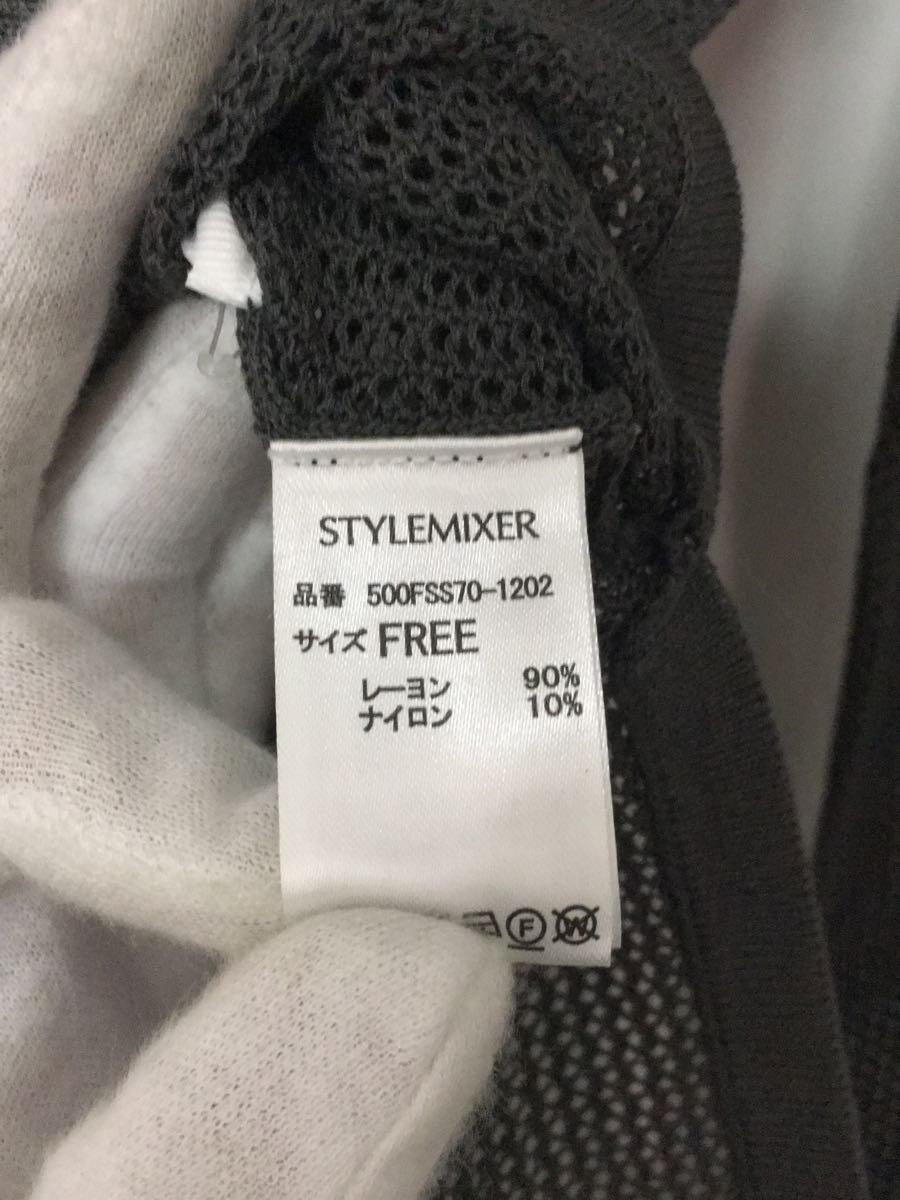 STYLEMIXER
品番 500FSS70-1202
サイズ FREE
レーヨン 90%
ナイロン 10%
F W